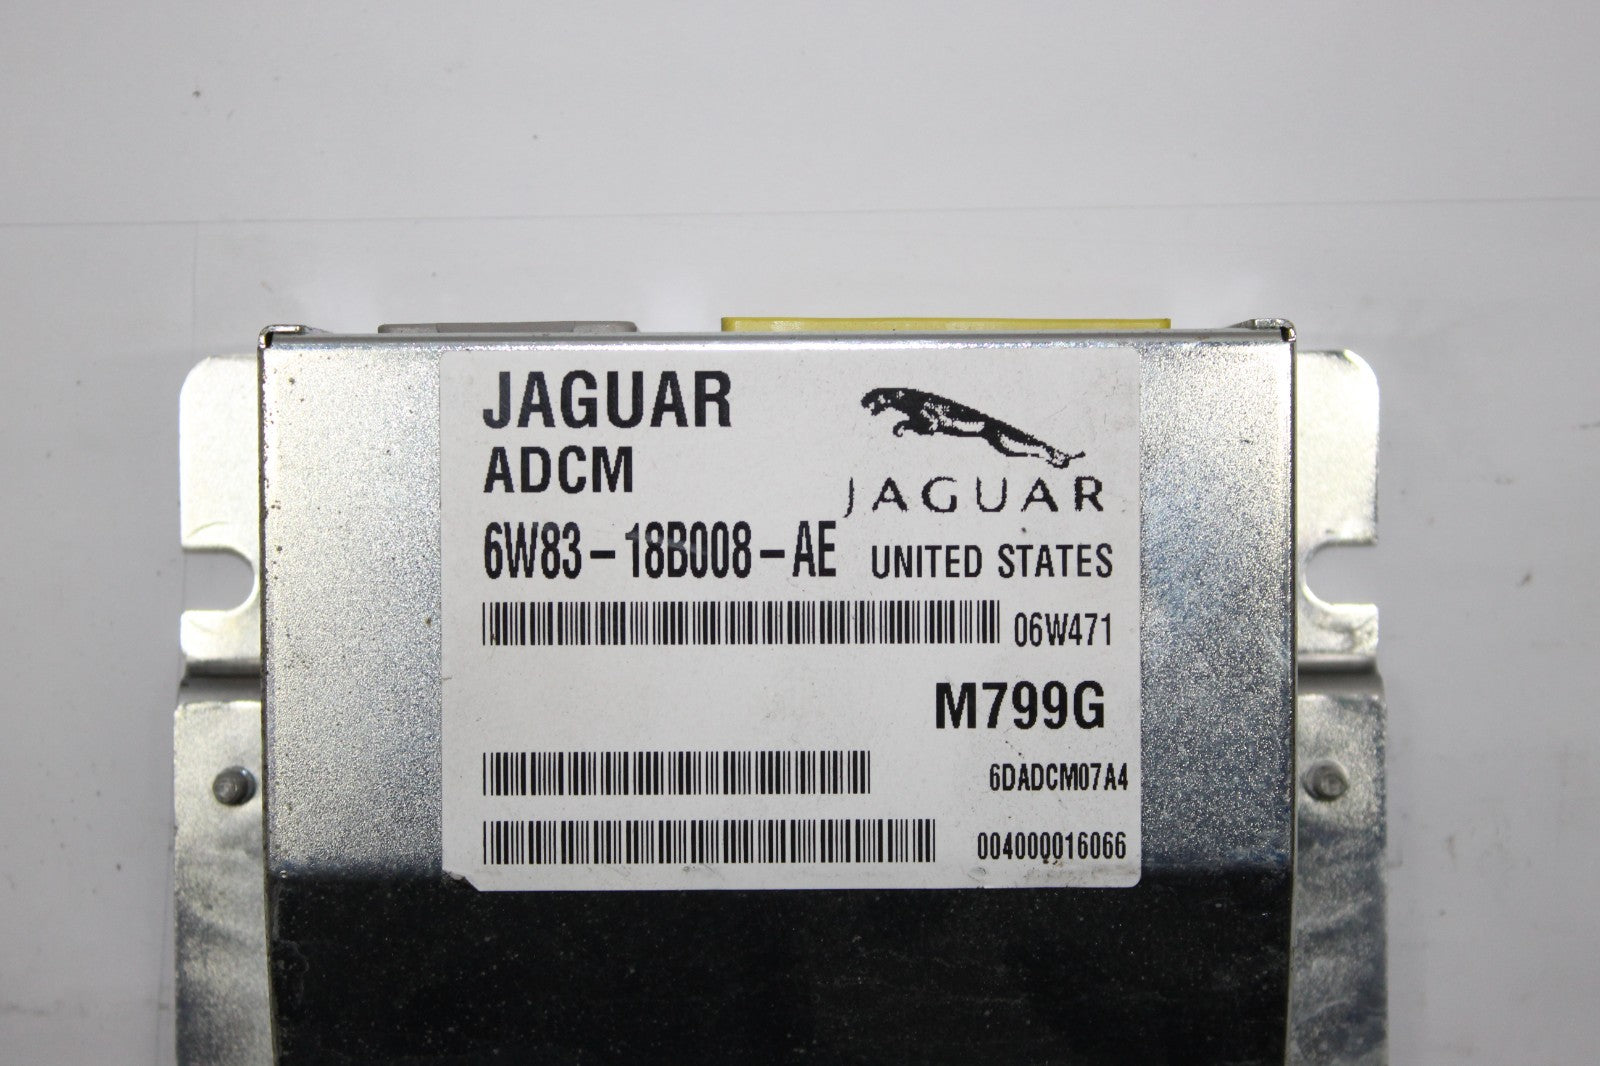 JAGUAR
ADCM
JAGUAR
6W83-18B008-AE UNITED STATES
06W471
M799G
6DADCM07A4
004000016066